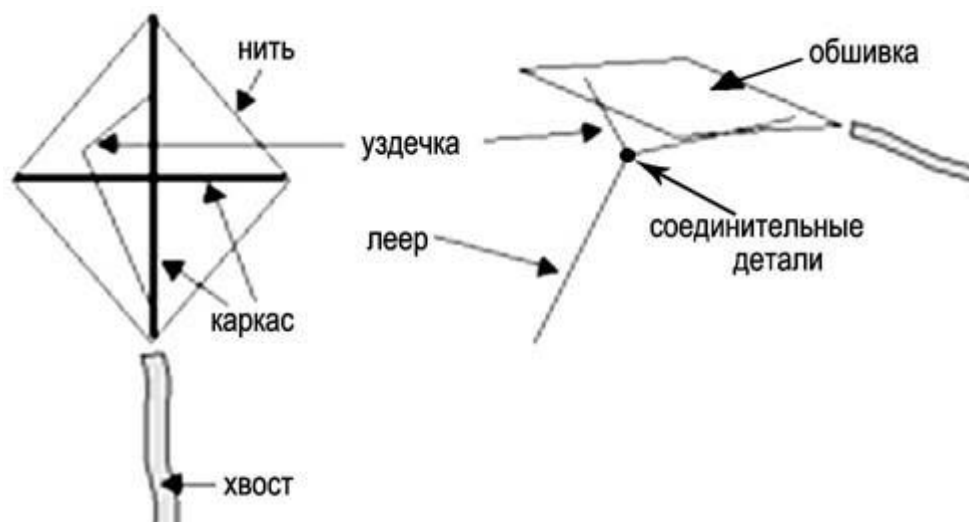 нить
обшивка
уздечка
леер
соединительные
детали
каркас
хвост